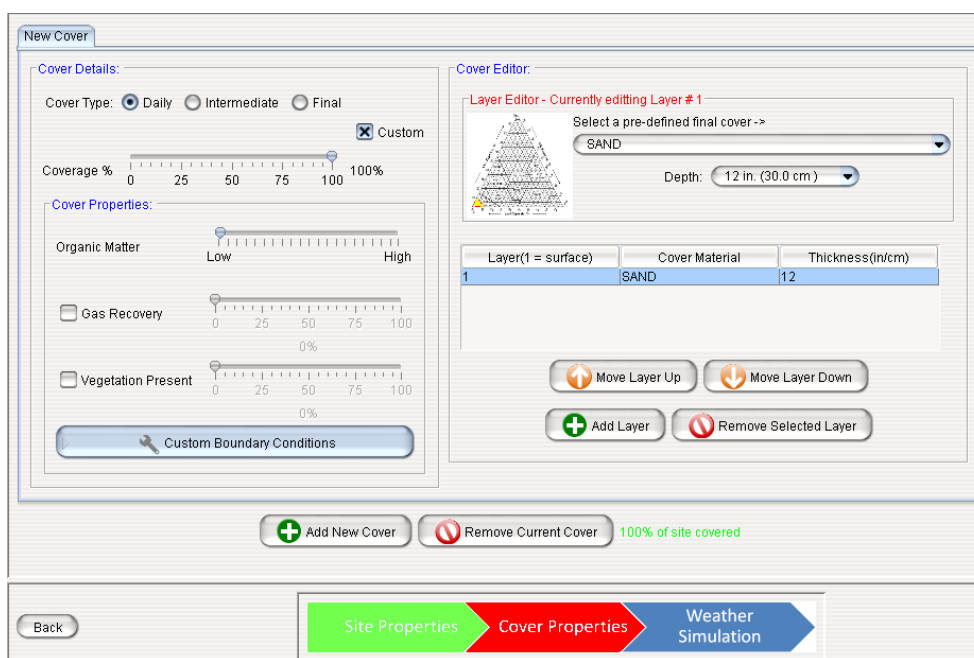 New Cover
Cover Details:
Cover Type: Daily Intermediate Final
Custom
Coverage % 0 25 50 75 100 100%
Cover Properties:
Organic Matter
Low High
Gas Recovery
0 25 50 75 100
0%
Vegetation Present
0 25 50 75 100
0%
Custom Boundary Conditions
Cover Editor:
Layer Editor - Currently editting Layer # 1
Select a pre-defined final cover ->
SAND
Depth: 12 in. (30.0 cm )
Layer(1 = surface) Cover Material Thickness(in/cm)
1 SAND 12
Move Layer Up Move Layer Down
Add Layer Remove Selected Layer
Add New Cover Remove Current Cover 100% of site covered
Back
Site Properties Cover Properties Weather Simulation